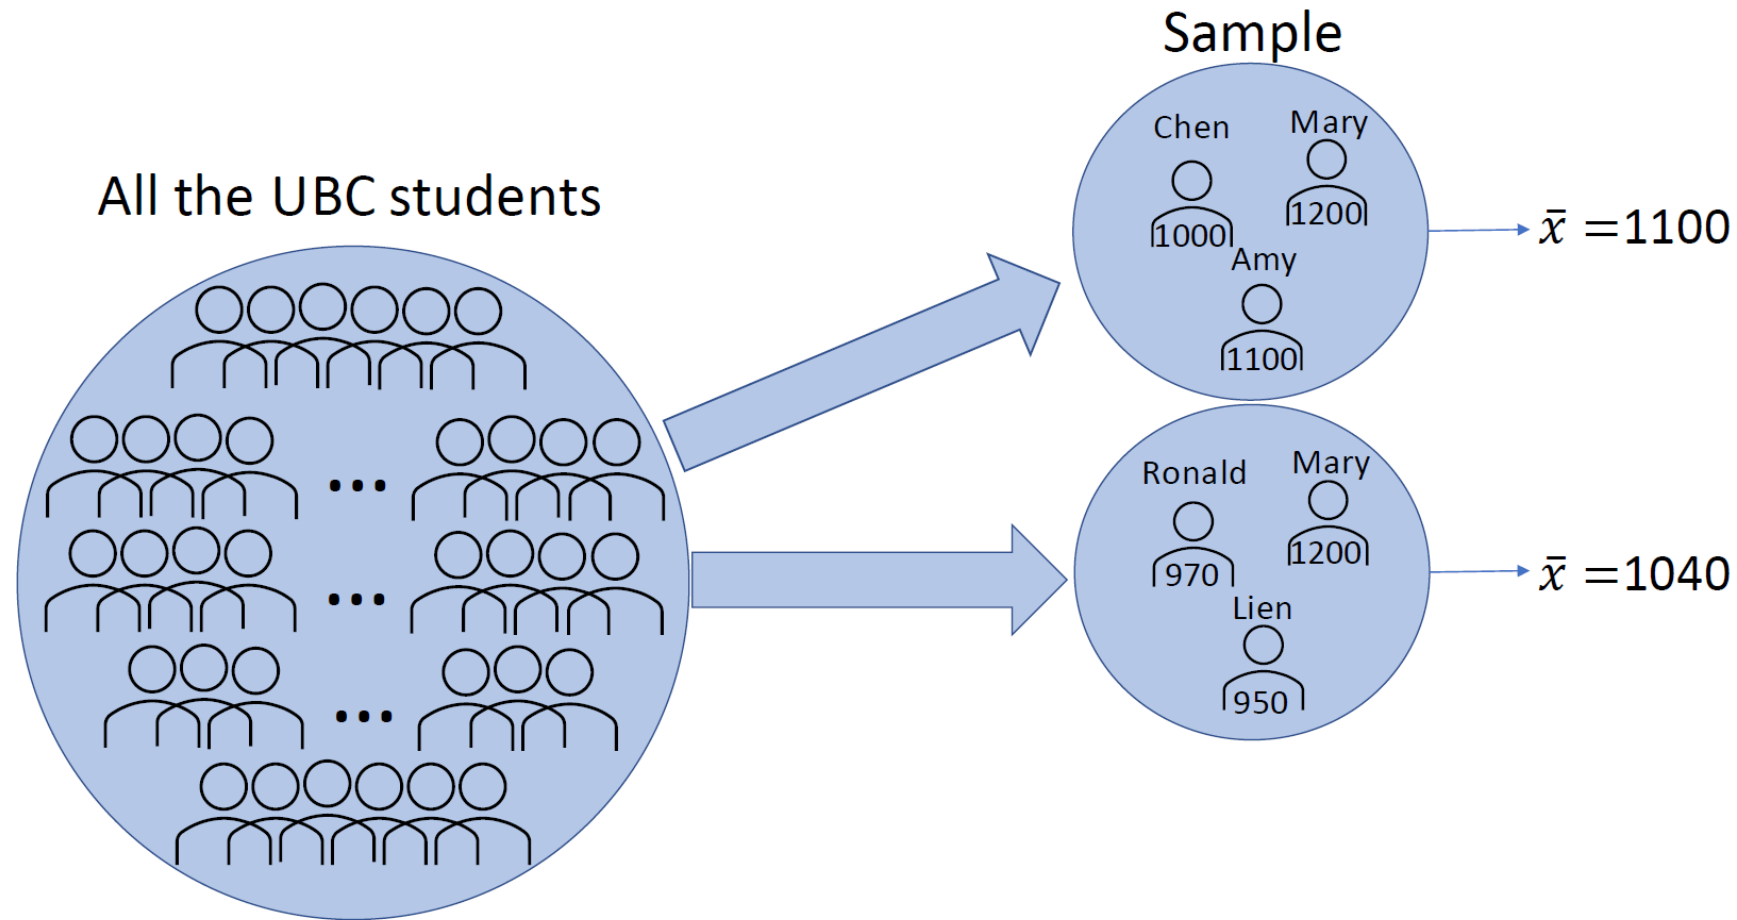 All the UBC students
...
...
...
Sample
Chen
Mary
1000
1200
Amy
1100
x̄ =1100
Ronald
Mary
970
1200
Lien
950
x̄ =1040